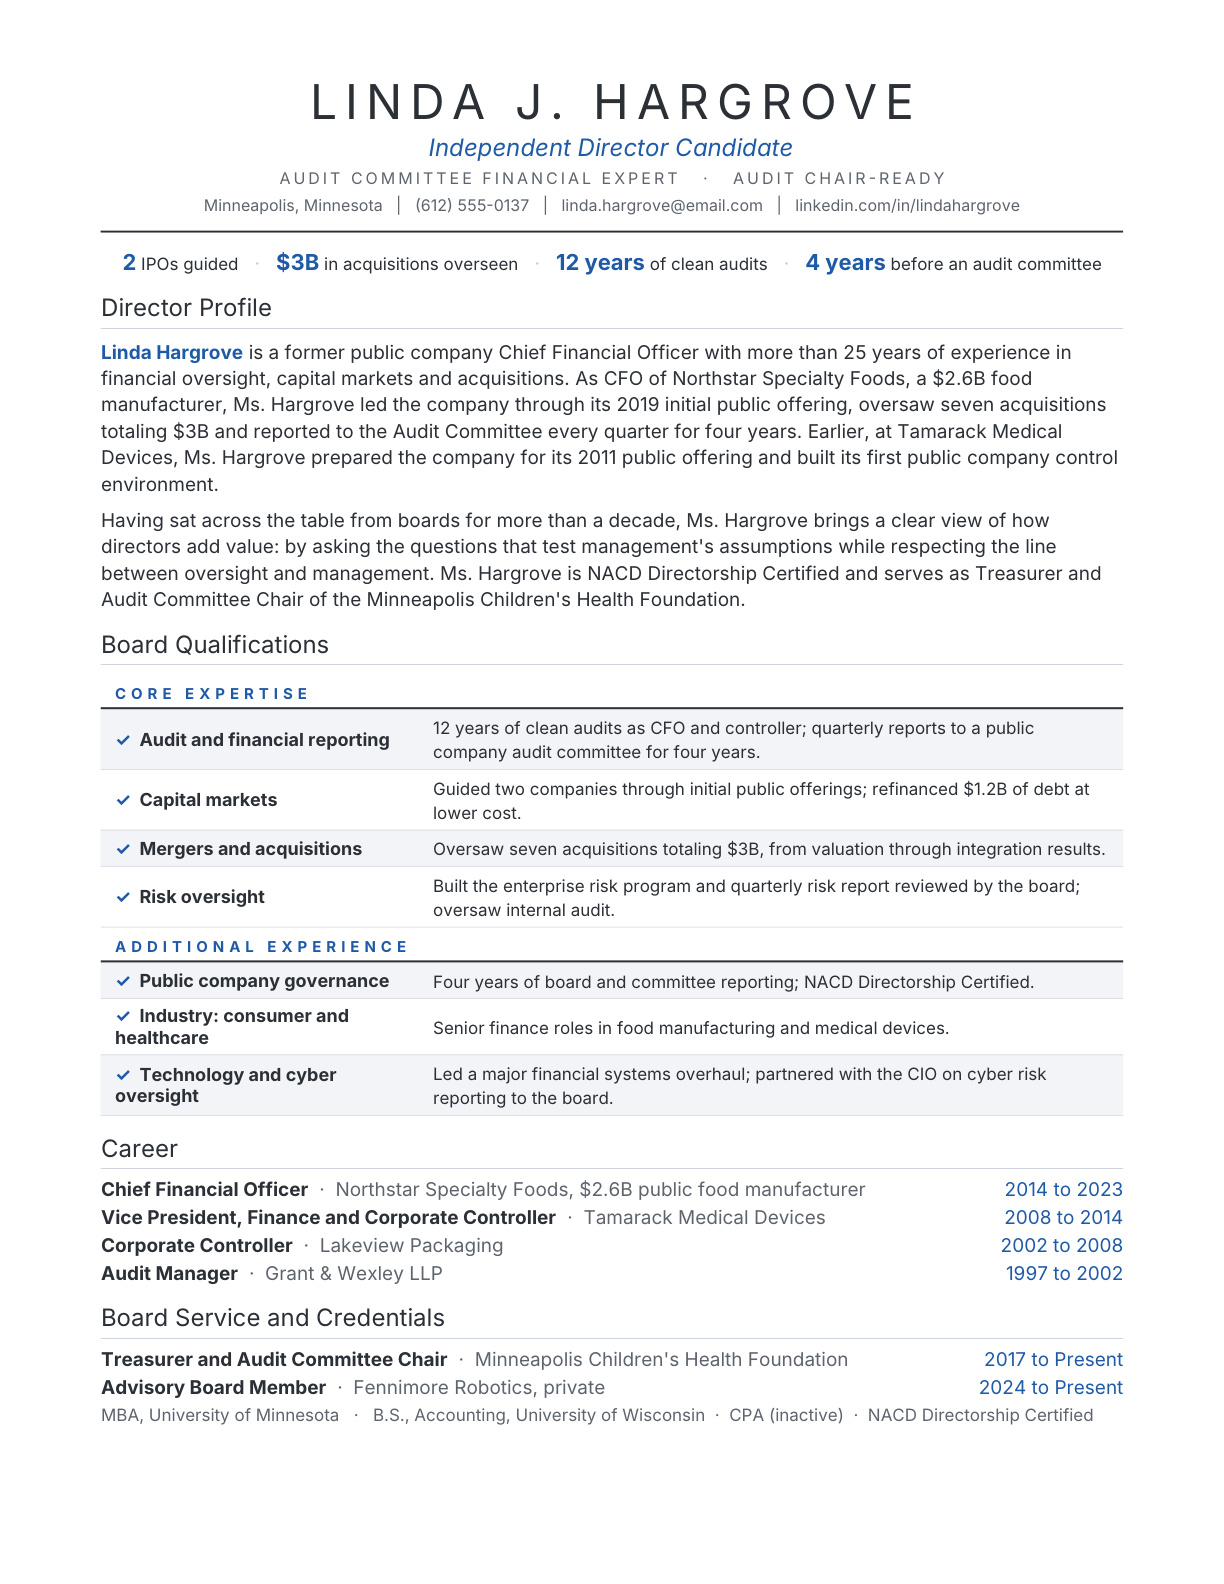 LINDA J. HARGROVE
Independent Director Candidate
AUDIT COMMITTEE FINANCIAL EXPERT · AUDIT CHAIR-READY
Minneapolis, Minnesota | (612) 555-0137 | linda.hargrove@email.com | linkedin.com/in/lindahargrove
2 IPOs guided · $3B in acquisitions overseen · 12 years of clean audits · 4 years before an audit committee
Director Profile
Linda Hargrove is a former public company Chief Financial Officer with more than 25 years of experience in
financial oversight, capital markets and acquisitions. As CFO of Northstar Specialty Foods, a $2.6B food
manufacturer, Ms. Hargrove led the company through its 2019 initial public offering, oversaw seven acquisitions
totaling $3B and reported to the Audit Committee every quarter for four years. Earlier, at Tamarack Medical
Devices, Ms. Hargrove prepared the company for its 2011 public offering and built its first public company control
environment.
Having sat across the table from boards for more than a decade, Ms. Hargrove brings a clear view of how
directors add value: by asking the questions that test management's assumptions while respecting the line
between oversight and management. Ms. Hargrove is NACD Directorship Certified and serves as Treasurer and
Audit Committee Chair of the Minneapolis Children's Health Foundation.
Board Qualifications
CORE EXPERTISE
✓ Audit and financial reporting
12 years of clean audits as CFO and controller; quarterly reports to a public
company audit committee for four years.
✓ Capital markets
Guided two companies through initial public offerings; refinanced $1.2B of debt at
lower cost.
✓ Mergers and acquisitions
Oversaw seven acquisitions totaling $3B, from valuation through integration results.
✓ Risk oversight
Built the enterprise risk program and quarterly risk report reviewed by the board;
oversaw internal audit.
ADDITIONAL EXPERIENCE
✓ Public company governance
Four years of board and committee reporting; NACD Directorship Certified.
✓ Industry: consumer and
healthcare
Senior finance roles in food manufacturing and medical devices.
✓ Technology and cyber
oversight
Led a major financial systems overhaul; partnered with the CIO on cyber risk
reporting to the board.
Career
Chief Financial Officer · Northstar Specialty Foods, $2.6B public food manufacturer 2014 to 2023
Vice President, Finance and Corporate Controller · Tamarack Medical Devices 2008 to 2014
Corporate Controller · Lakeview Packaging 2002 to 2008
Audit Manager · Grant & Wexley LLP 1997 to 2002
Board Service and Credentials
Treasurer and Audit Committee Chair · Minneapolis Children's Health Foundation 2017 to Present
Advisory Board Member · Fennimore Robotics, private 2024 to Present
MBA, University of Minnesota · B.S., Accounting, University of Wisconsin · CPA (inactive) · NACD Directorship Certified